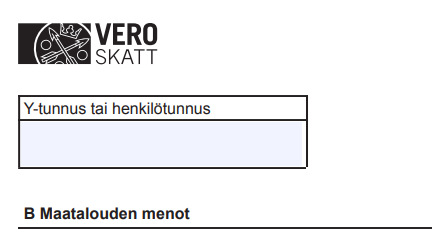 VERO
SKATT
Y-tunnus tai henkilötunnus
B Maatalouden menot